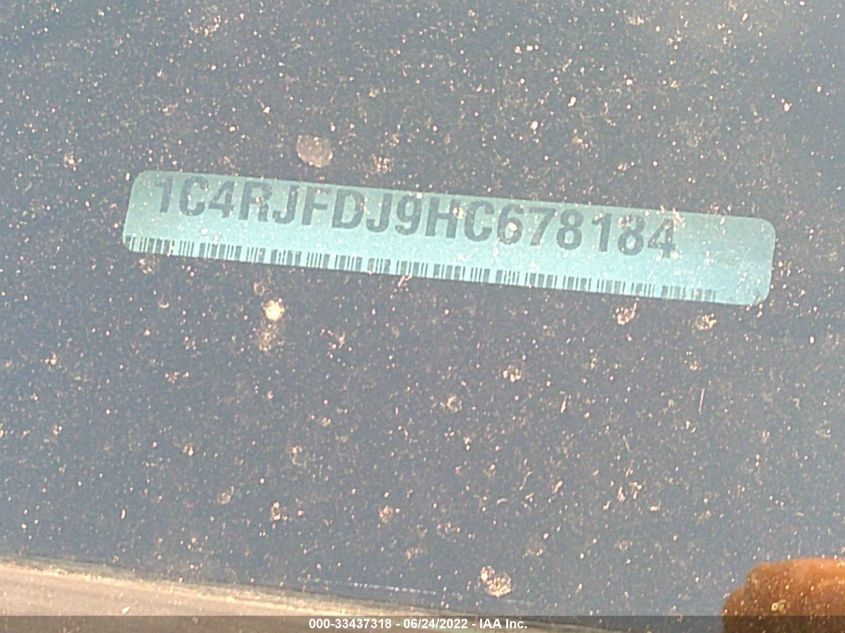 1C4RJFDJ9HC678184
000-33437318 - 06/24/2022 - IAA Inc.